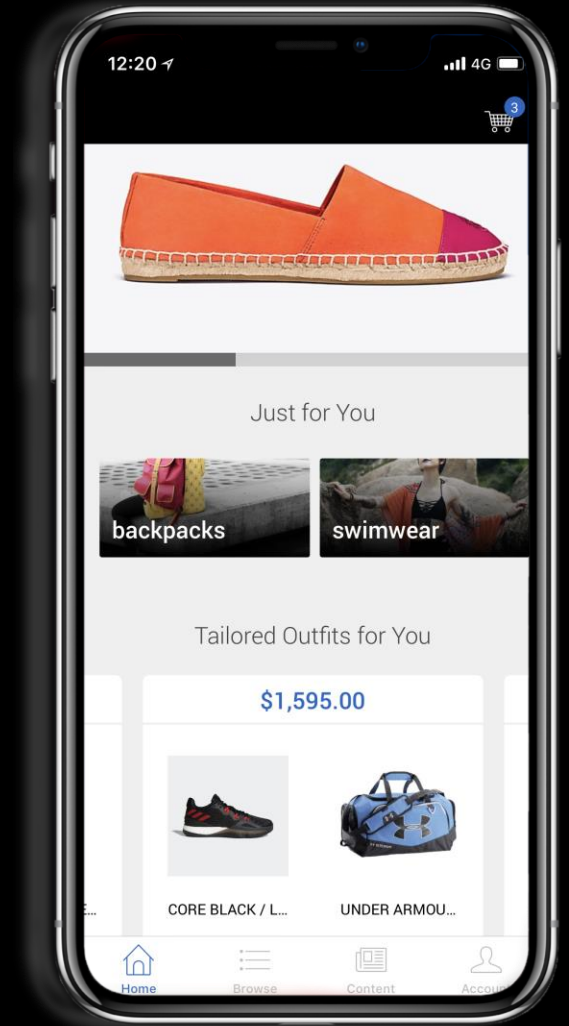 12:20 4G
3
Just for You
backpacks swimwear
Tailored Outfits for You
$1,595.00
E... CORE BLACK / L... UNDER ARMOU...
Home Browse Content Account